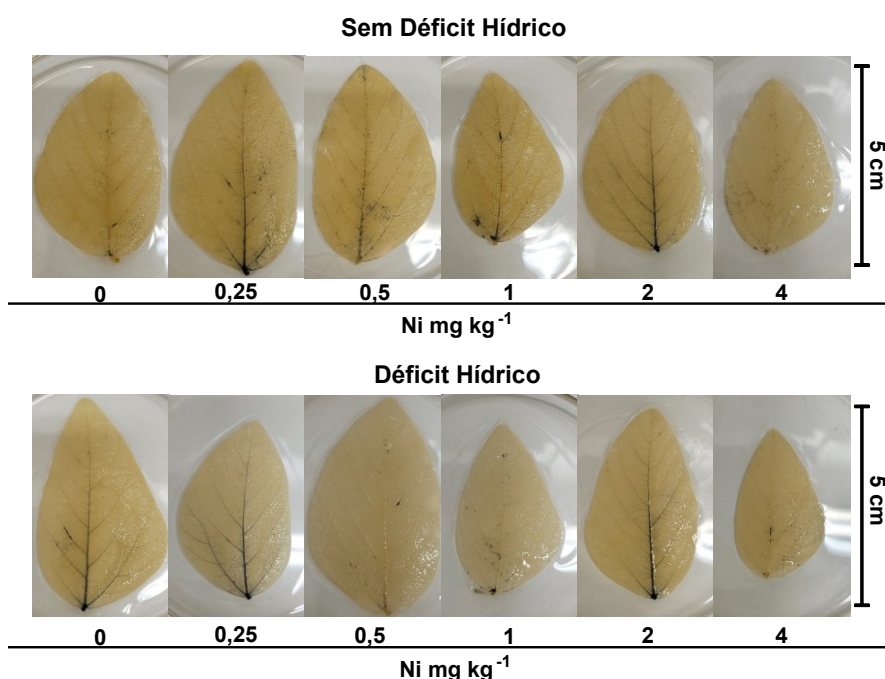 Sem Déficit Hídrico
5 cm
0 0,25 0,5 1 2 4
Ni mg kg⁻¹
Déficit Hídrico
5 cm
0 0,25 0,5 1 2 4
Ni mg kg⁻¹